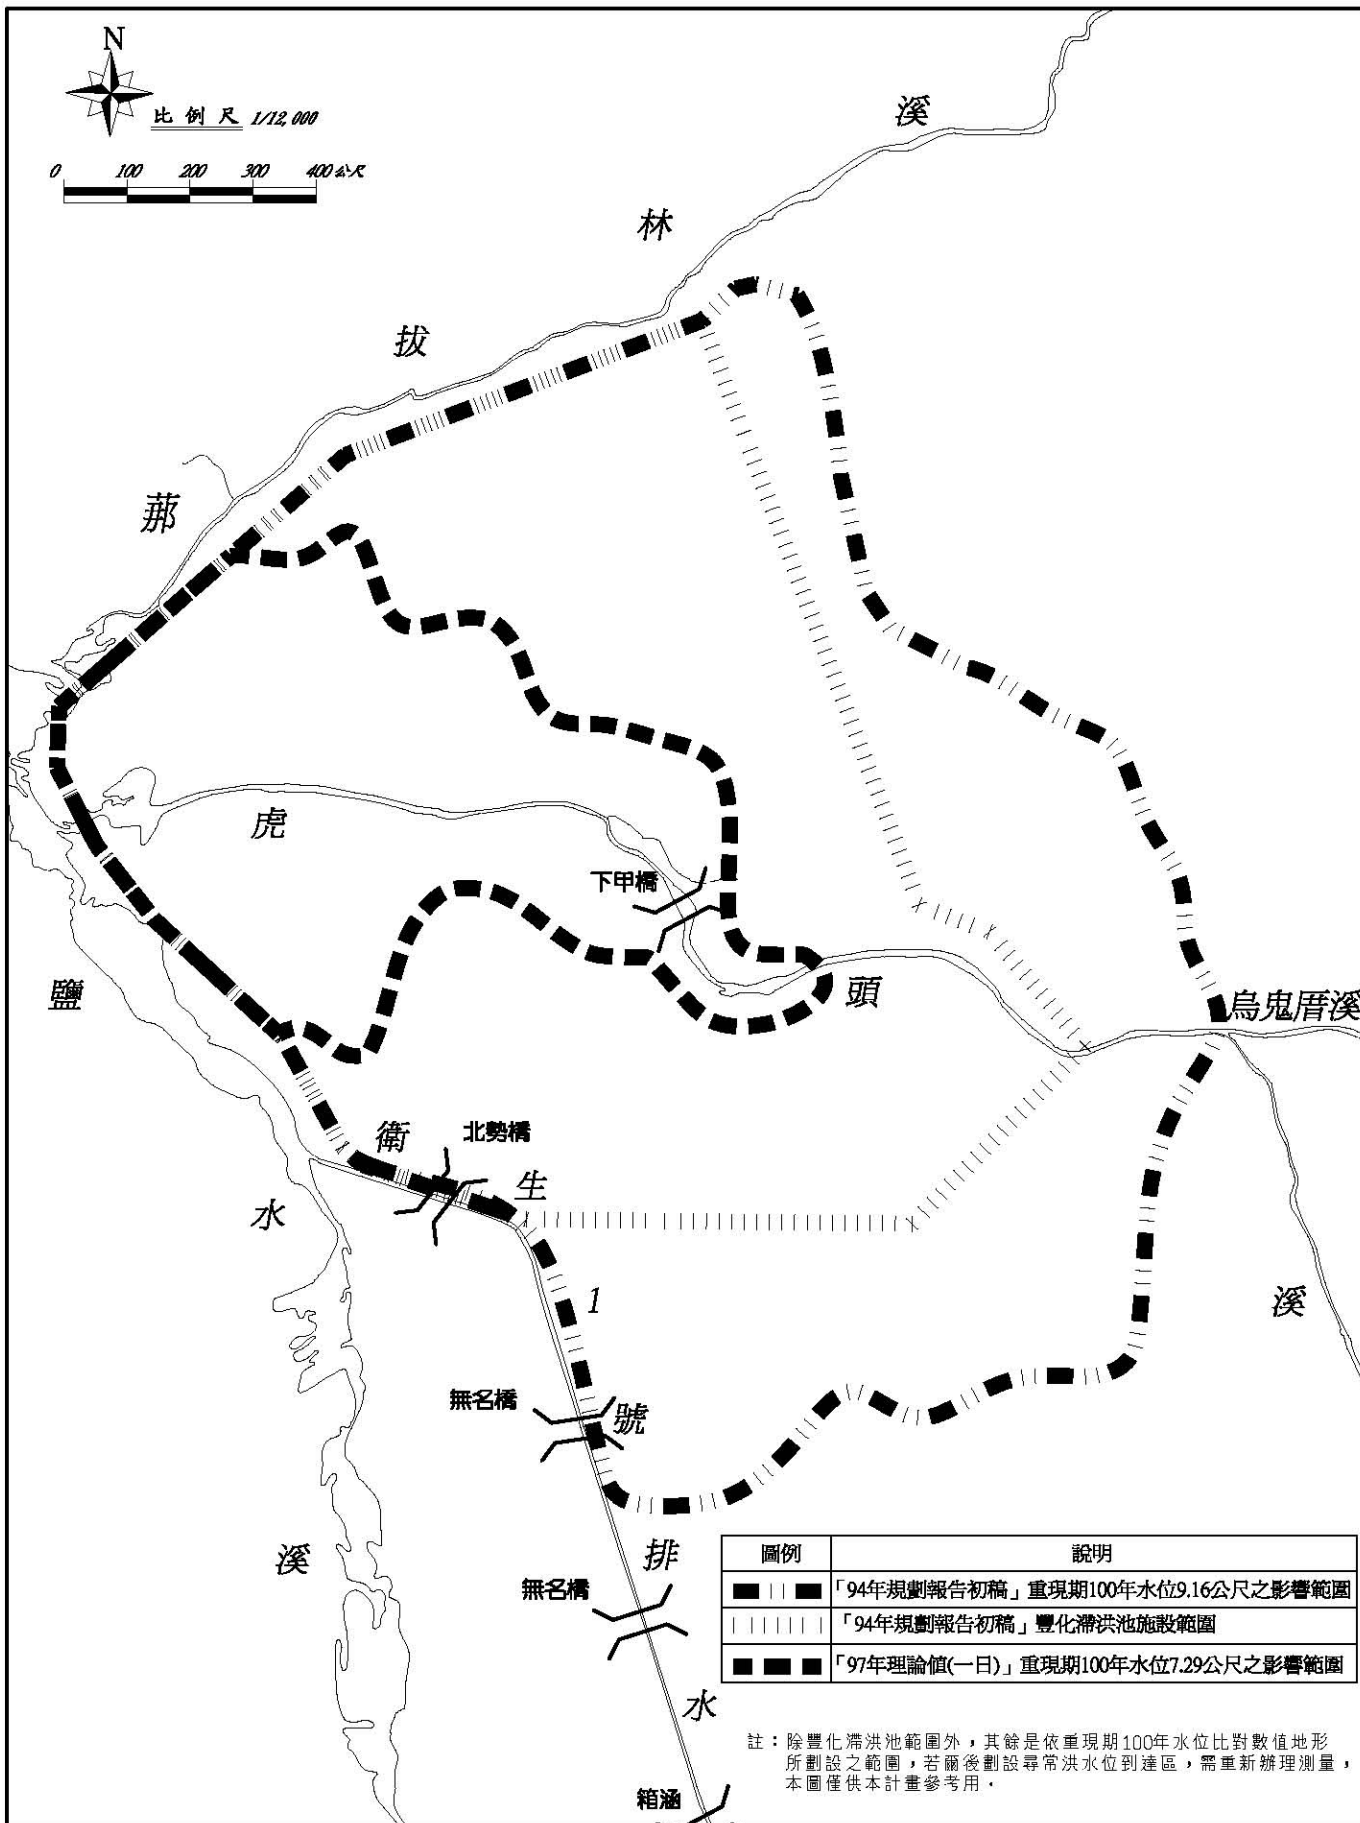 N
比例尺 1/12,000
0 100 200 300 400公尺
溪
林
拔
茒
虎
下甲橋
鹽
頭
烏鬼厝溪
衛
北勢橋
生
水
1
溪
無名橋
號
溪
排
無名橋
水
箱涵
圖例 說明
「94年規劃報告初稿」重現期100年水位9.16公尺之影響範圍
「94年規劃報告初稿」豐化滯洪池施設範圍
「97年理論值(一日)」重現期100年水位7.29公尺之影響範圍
註：除豐化滯洪池範圍外，其餘是依重現期100年水位比對數值地形
所劃設之範圍，若爾後劃設尋常洪水位到達區，需重新辦理測量，
本圖僅供本計畫參考用。